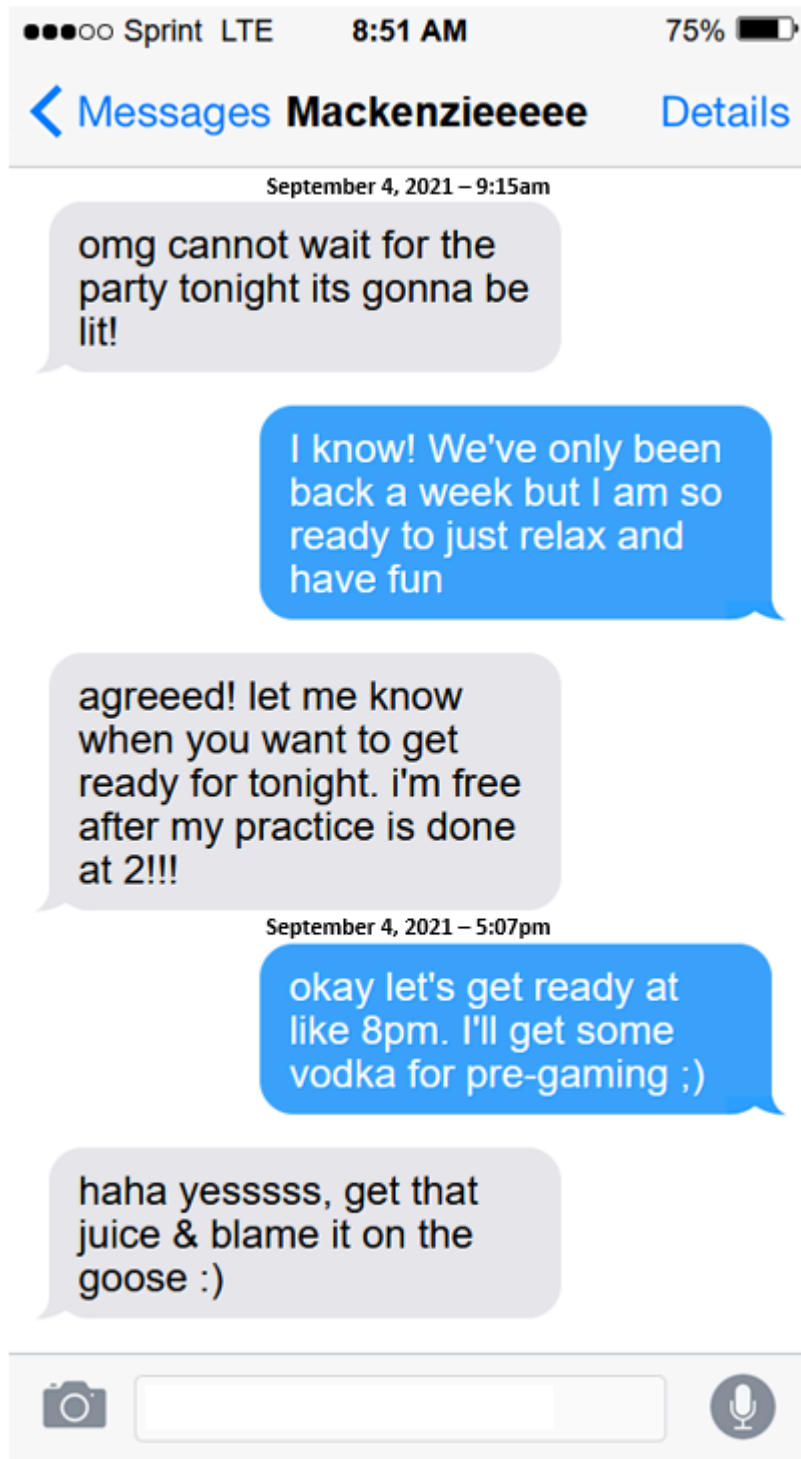 Sprint LTE 8:51 AM 75%
Messages Mackenzieeeee Details
September 4, 2021 – 9:15am
omg cannot wait for the
party tonight its gonna be
lit!
I know! We've only been
back a week but I am so
ready to just relax and
have fun
agreeed! let me know
when you want to get
ready for tonight. i'm free
after my practice is done
at 2!!!
September 4, 2021 – 5:07pm
okay let's get ready at
like 8pm. I'll get some
vodka for pre-gaming ;)
haha yesssss, get that
juice & blame it on the
goose :)